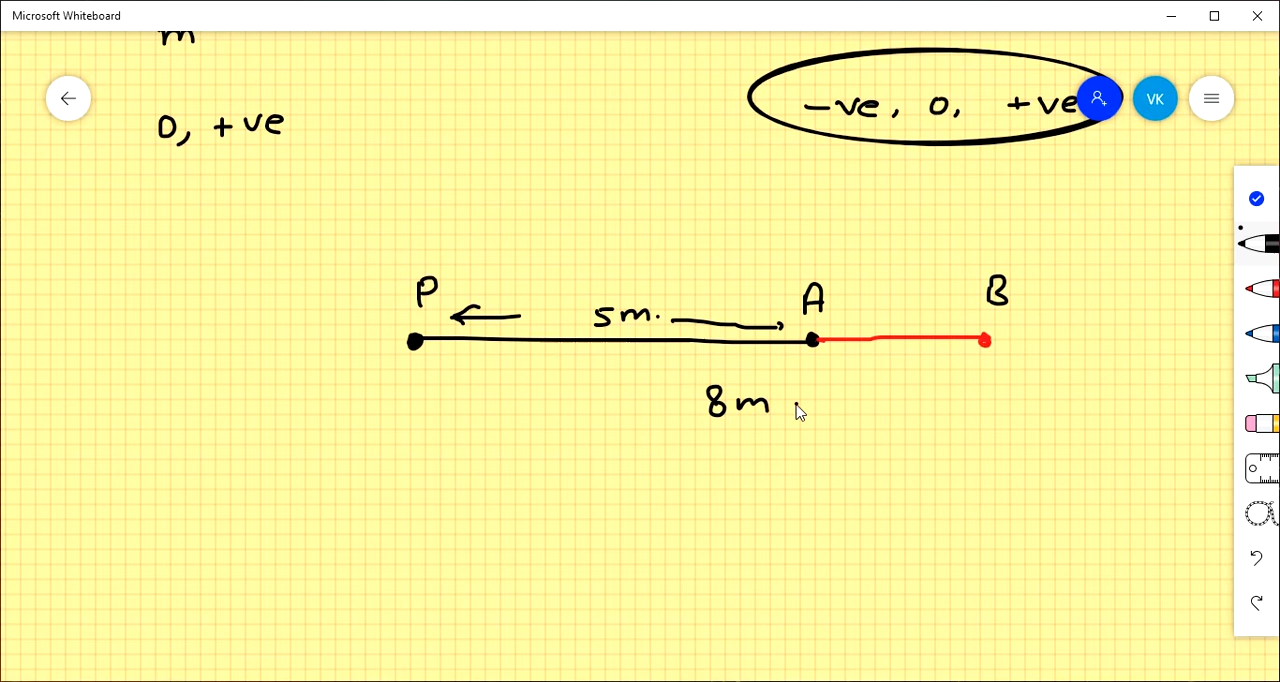 Microsoft Whiteboard
m
0, +ve
-ve, 0, +ve
VK
P
5m.
A
B
8m